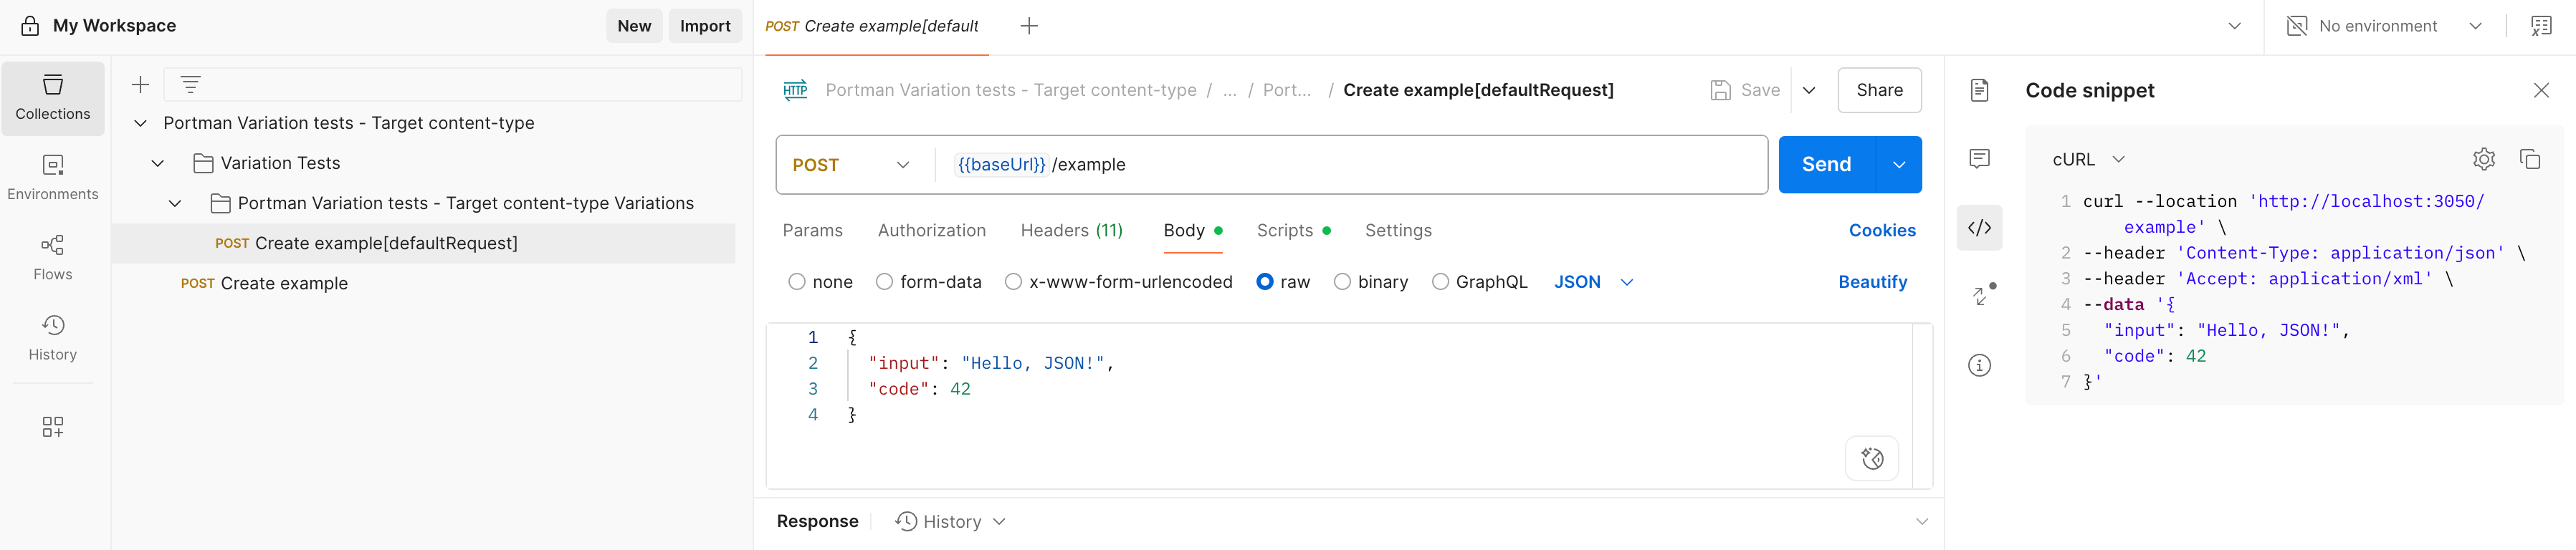 My Workspace
New
Import
POST Create example[default
No environment
Collections
Environments
Flows
History
Portman Variation tests - Target content-type
Variation Tests
Portman Variation tests - Target content-type Variations
POST Create example[defaultRequest]
POST Create example
HTTP Portman Variation tests - Target content-type / ... / Port... / Create example[defaultRequest]
Save
Share
POST {{baseUrl}} /example
Send
Params Authorization Headers (11) Body Scripts Settings Cookies
none form-data x-www-form-urlencoded raw binary GraphQL JSON Beautify
1 {
2 "input": "Hello, JSON!",
3 "code": 42
4 }
Response
History
Code snippet
cURL
1 curl --location 'http://localhost:3050/
example' \
2 --header 'Content-Type: application/json' \
3 --header 'Accept: application/xml' \
4 --data '{
5 "input": "Hello, JSON!",
6 "code": 42
7 }'